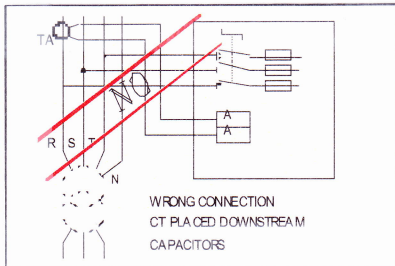 TA
NO
A
A
R S T
N
WRONG CONNECTION
CT PLACED DOWNSTREAM
CAPACITORS